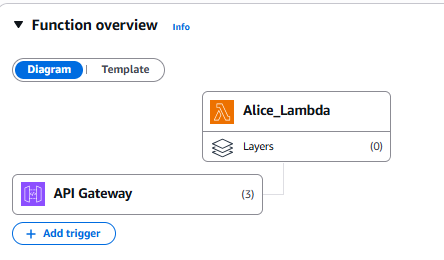 Function overview Info
Diagram | Template
Alice_Lambda
Layers (0)
API Gateway (3)
+ Add trigger